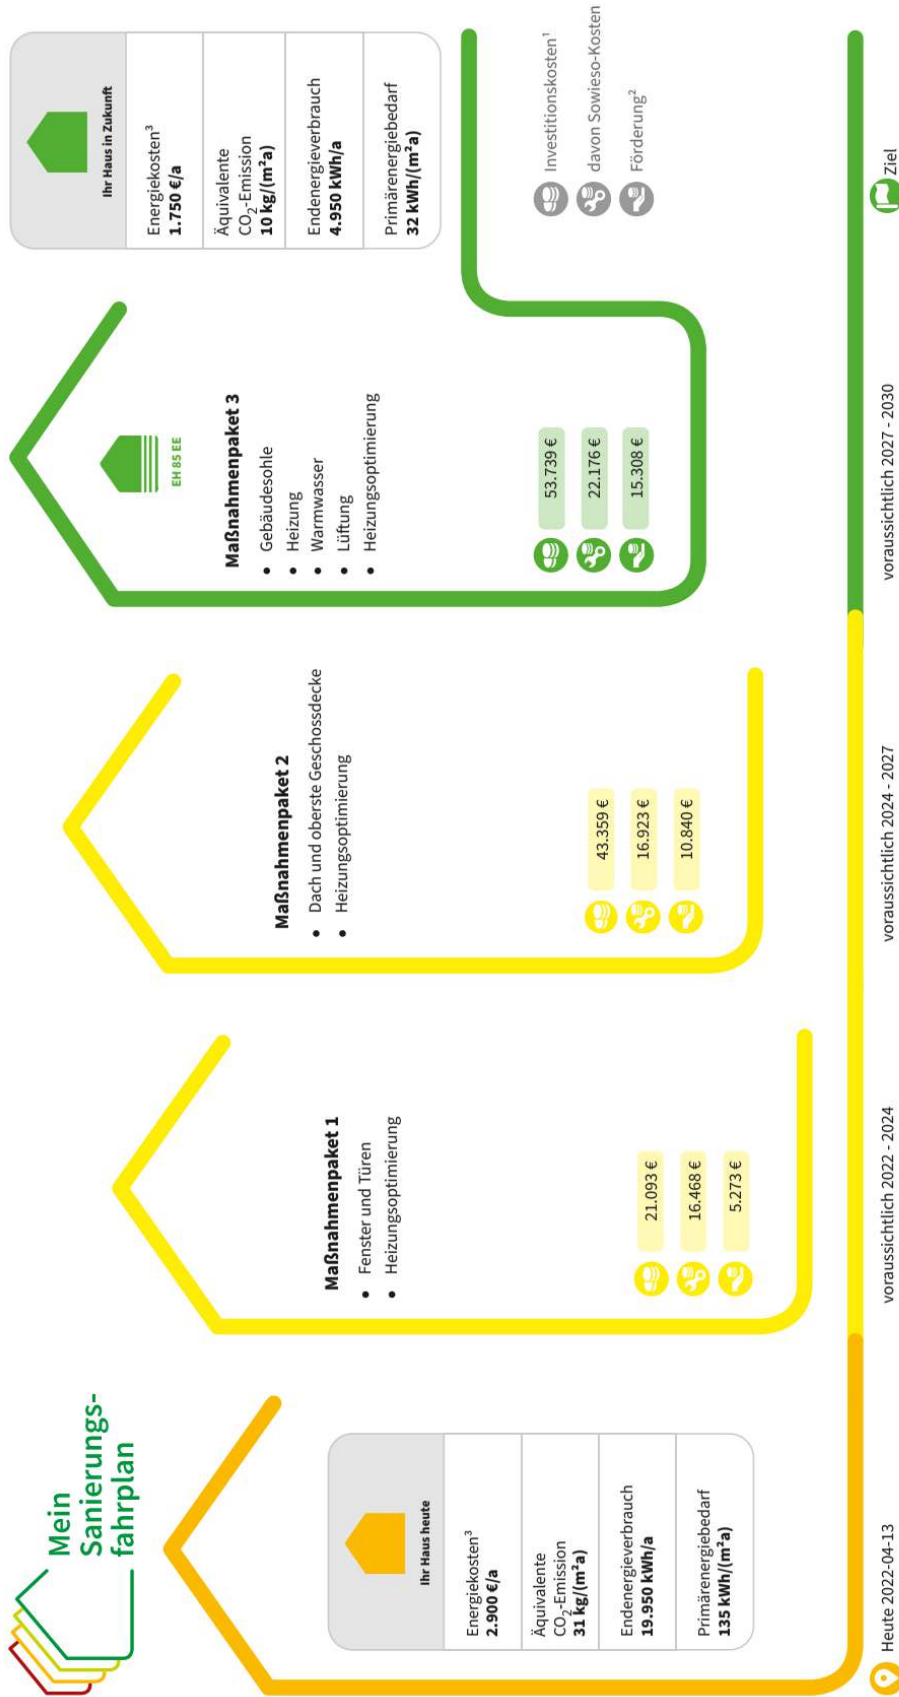 Mein
Sanierungs-
fahrplan
Ihr Haus heute
Energiekosten³
2.900 €/a
Äquivalente
CO₂-Emission
31 kg/(m²a)
Endenergieverbrauch
19.950 kWh/a
Primärenergiebedarf
135 kWh/(m²a)
Maßnahmenpaket 1
• Fenster und Türen
• Heizungsoptimierung
21.093 €
16.468 €
5.273 €
Maßnahmenpaket 2
• Dach und oberste Geschossdecke
• Heizungsoptimierung
43.359 €
16.923 €
10.840 €
EH 85 EE
Maßnahmenpaket 3
• Gebäudesohle
• Heizung
• Warmwasser
• Lüftung
• Heizungsoptimierung
53.739 €
22.176 €
15.308 €
Ihr Haus in Zukunft
Energiekosten³
1.750 €/a
Äquivalente
CO₂-Emission
10 kg/(m²a)
Endenergieverbrauch
4.950 kWh/a
Primärenergiebedarf
32 kWh/(m²a)
Investitionskosten¹
davon Sowieso-Kosten
Förderung²
Heute 2022-04-13
voraussichtlich 2022 - 2024
voraussichtlich 2024 - 2027
voraussichtlich 2027 - 2030
Ziel